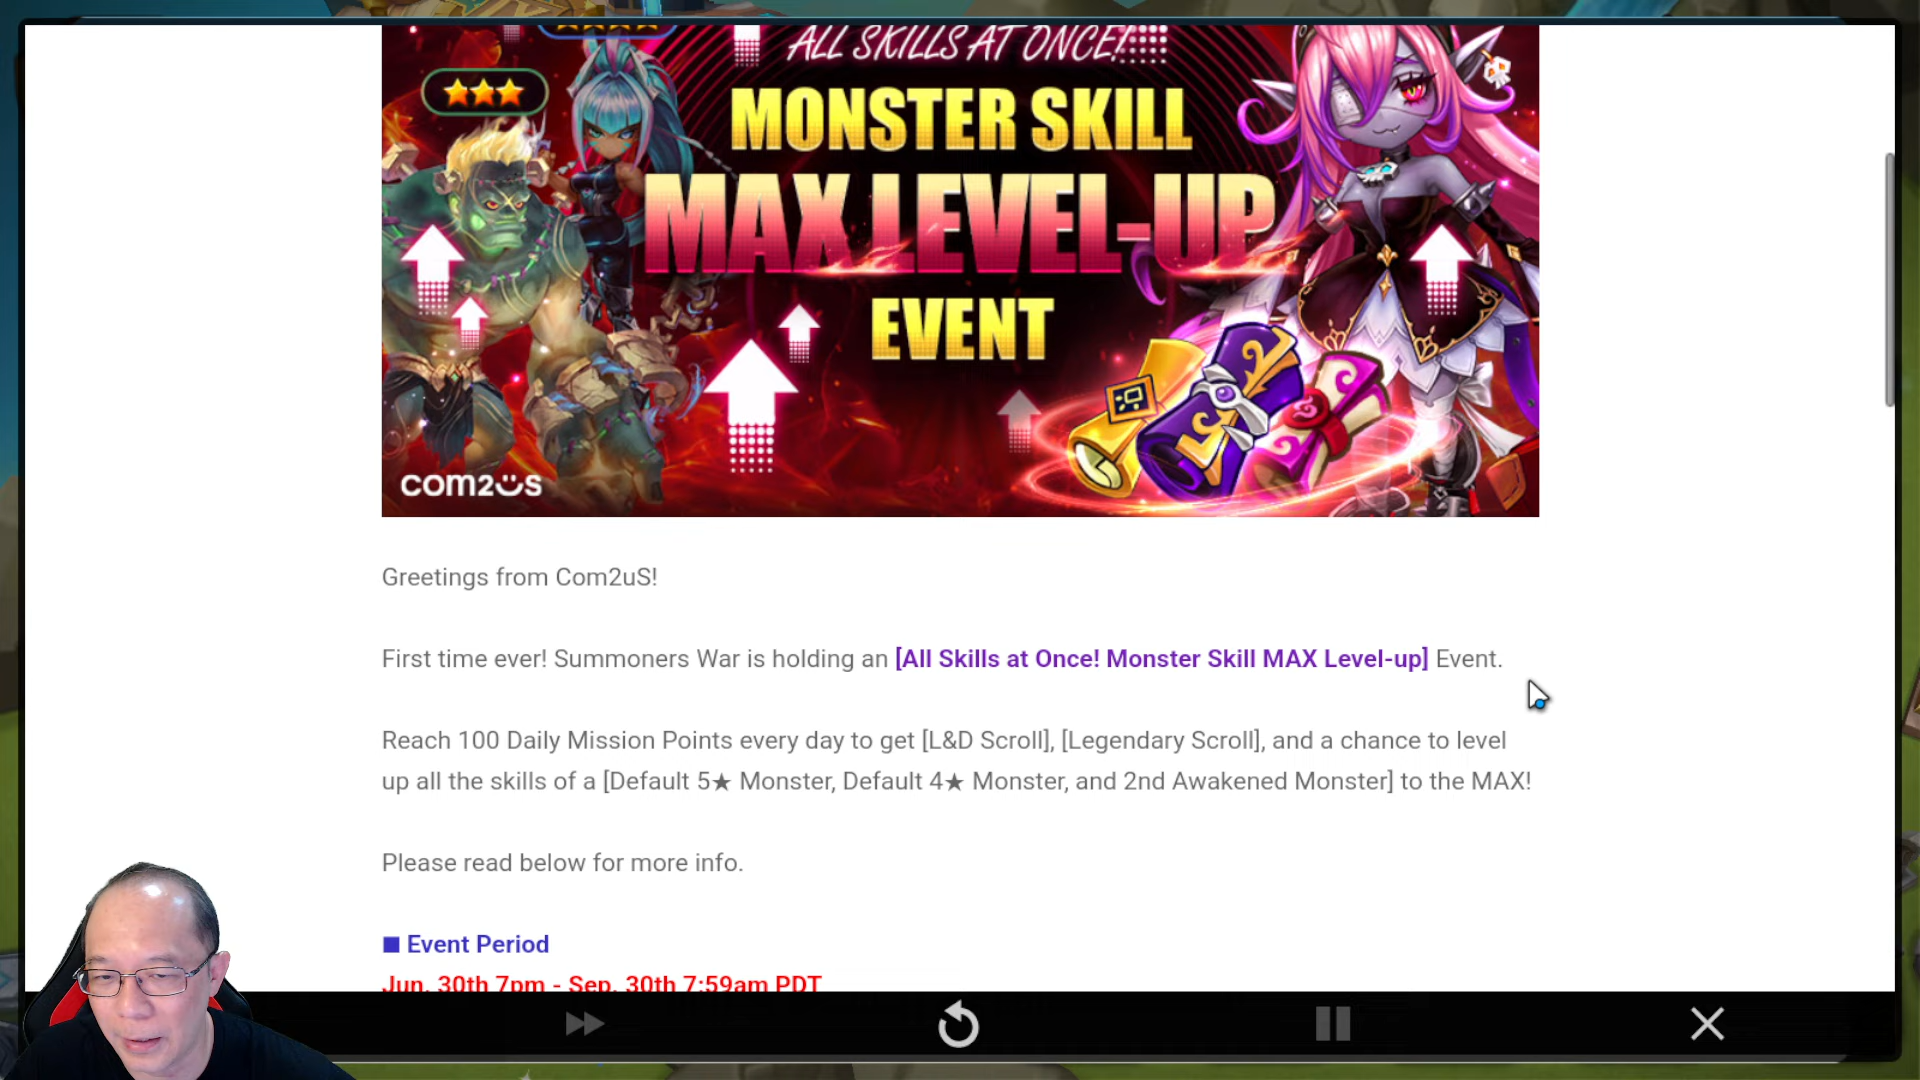 ALL SKILLS AT ONCE!
MONSTER SKILL
MAX LEVEL-UP
EVENT
com2us
Greetings from Com2uS!
First time ever! Summoners War is holding an [All Skills at Once! Monster Skill MAX Level-up] Event.
Reach 100 Daily Mission Points every day to get [L&D Scroll], [Legendary Scroll], and a chance to level
up all the skills of a [Default 5★ Monster, Default 4★ Monster, and 2nd Awakened Monster] to the MAX!
Please read below for more info.
■ Event Period
Jun. 30th 7pm - Sep. 30th 7:59am PDT